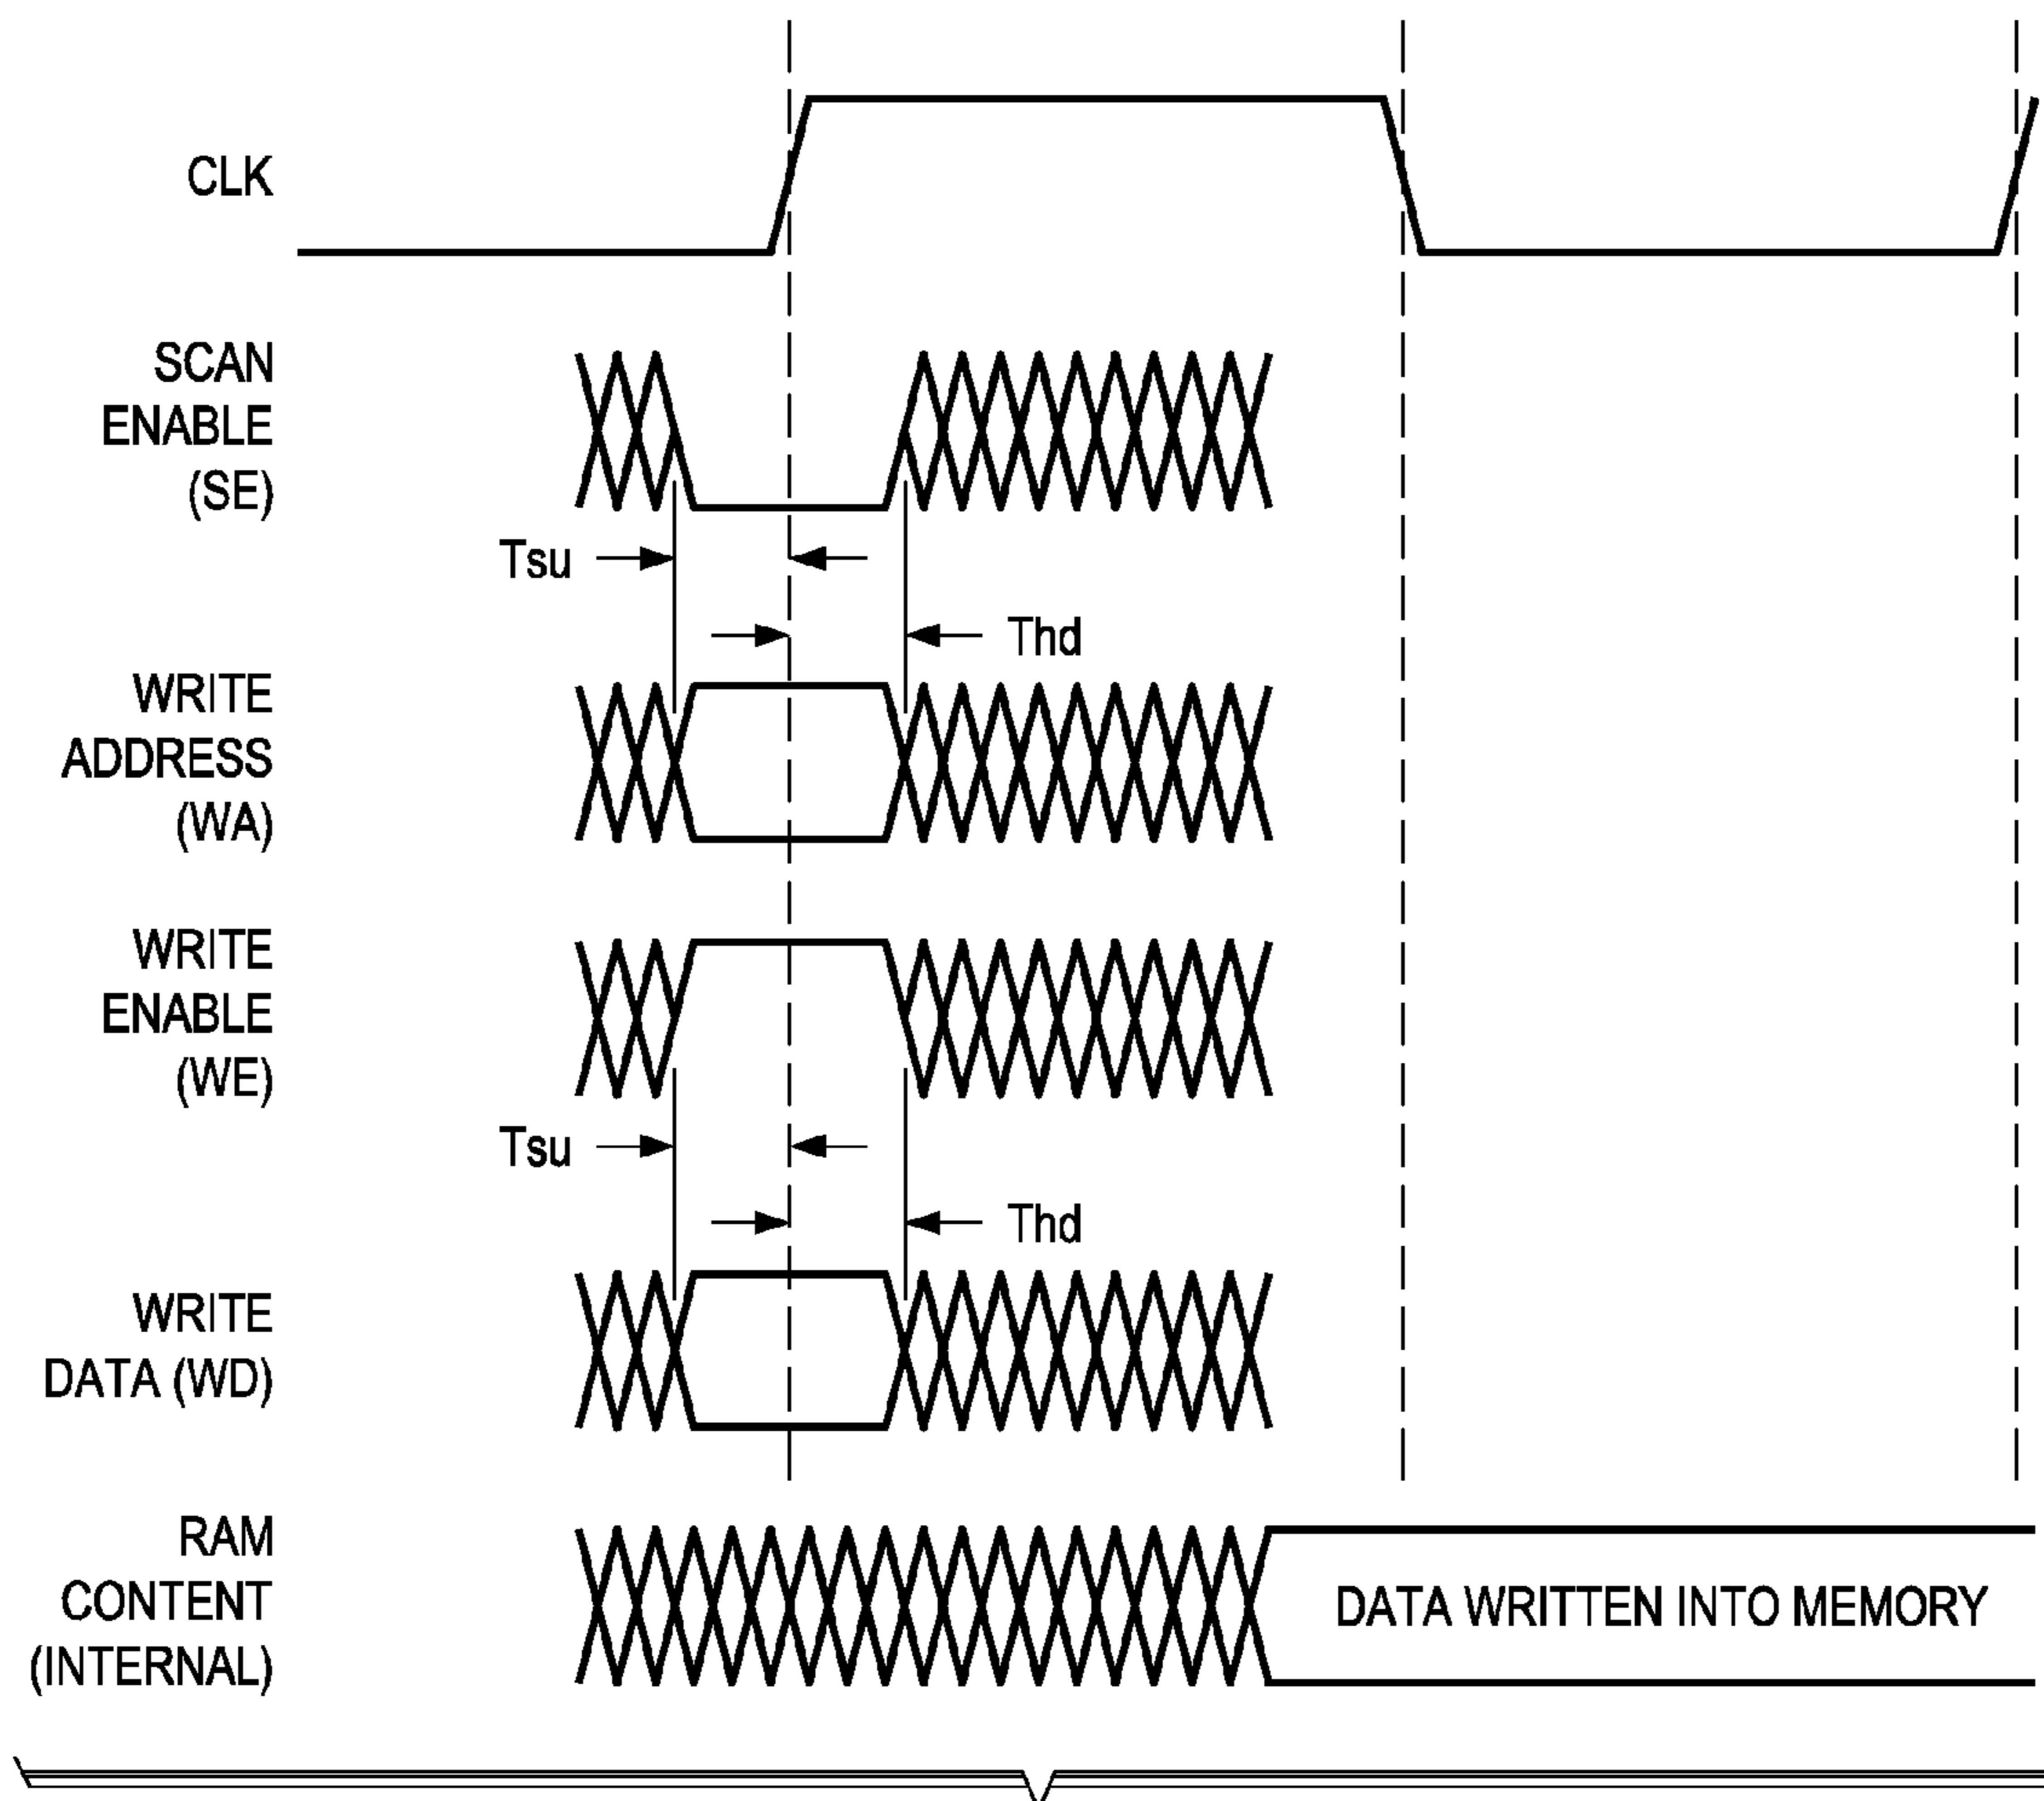 CLK
SCAN
ENABLE
(SE)
Tsu
Thd
WRITE
ADDRESS
(WA)
WRITE
ENABLE
(WE)
Tsu
Thd
WRITE
DATA (WD)
RAM
CONTENT
(INTERNAL)
DATA WRITTEN INTO MEMORY